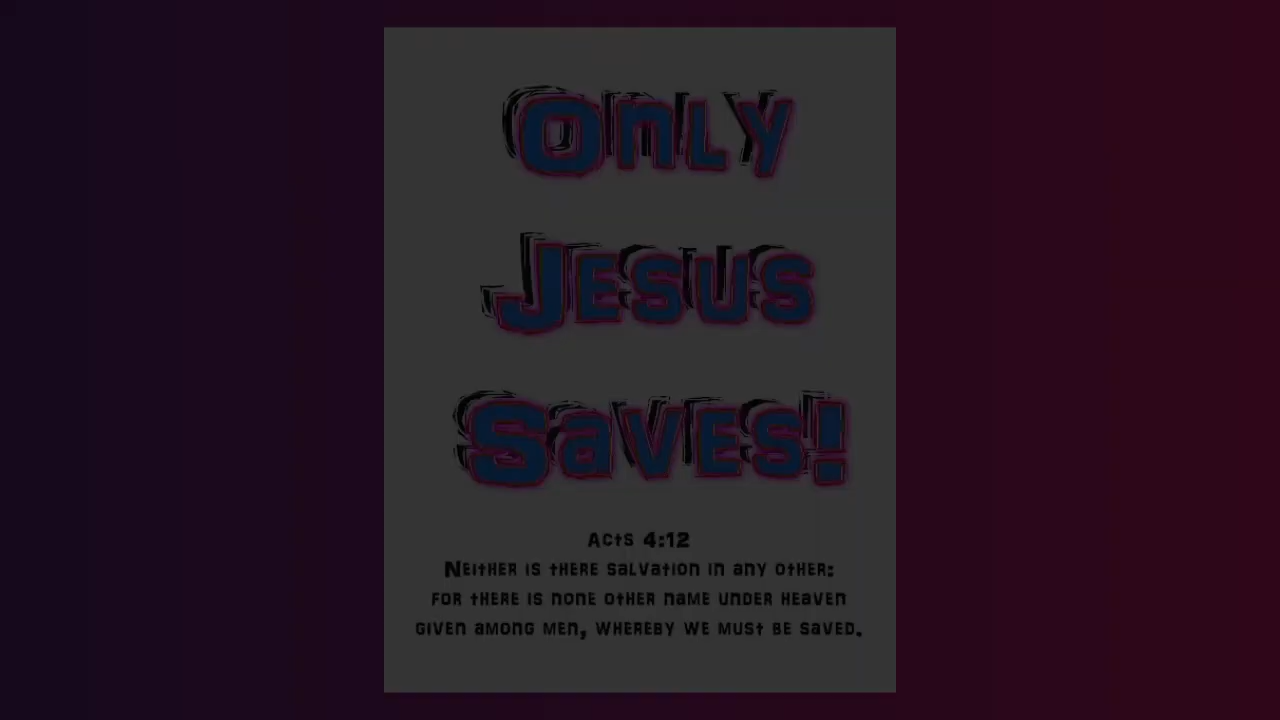 Only
Jesus
Saves!
Acts 4:12
Neither is there salvation in any other:
for there is none other name under heaven
given among men, whereby we must be saved.